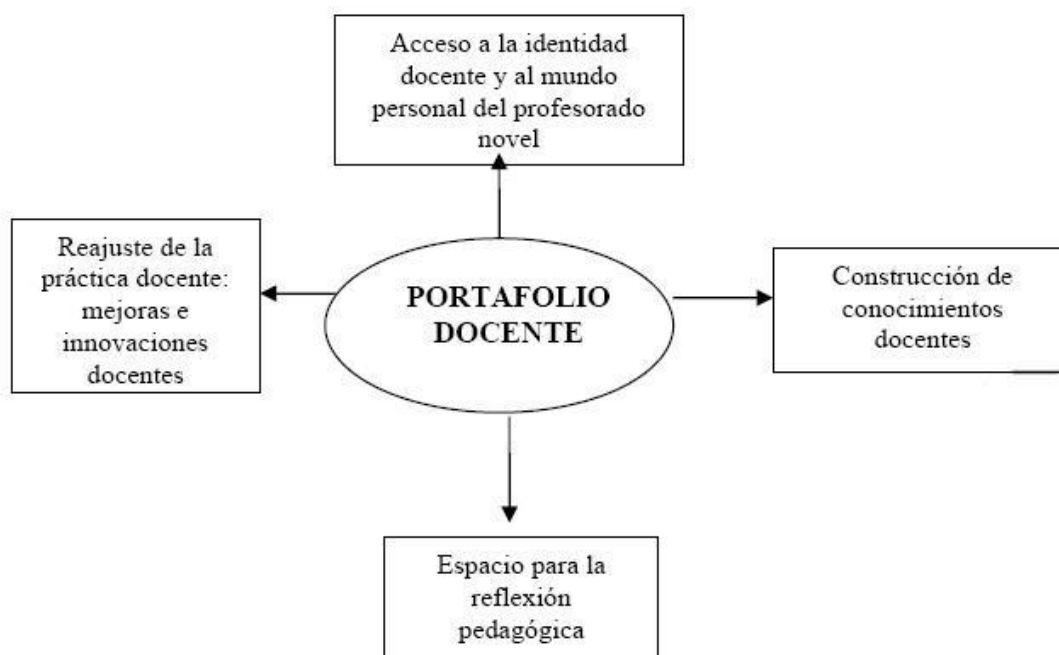 Acceso a la identidad
docente y al mundo
personal del profesorado
novel
Reajuste de la
práctica docente:
mejoras e
innovaciones
docentes
PORTAFOLIO
DOCENTE
Construcción de
conocimientos
docentes
Espacio para la
reflexión
pedagógica